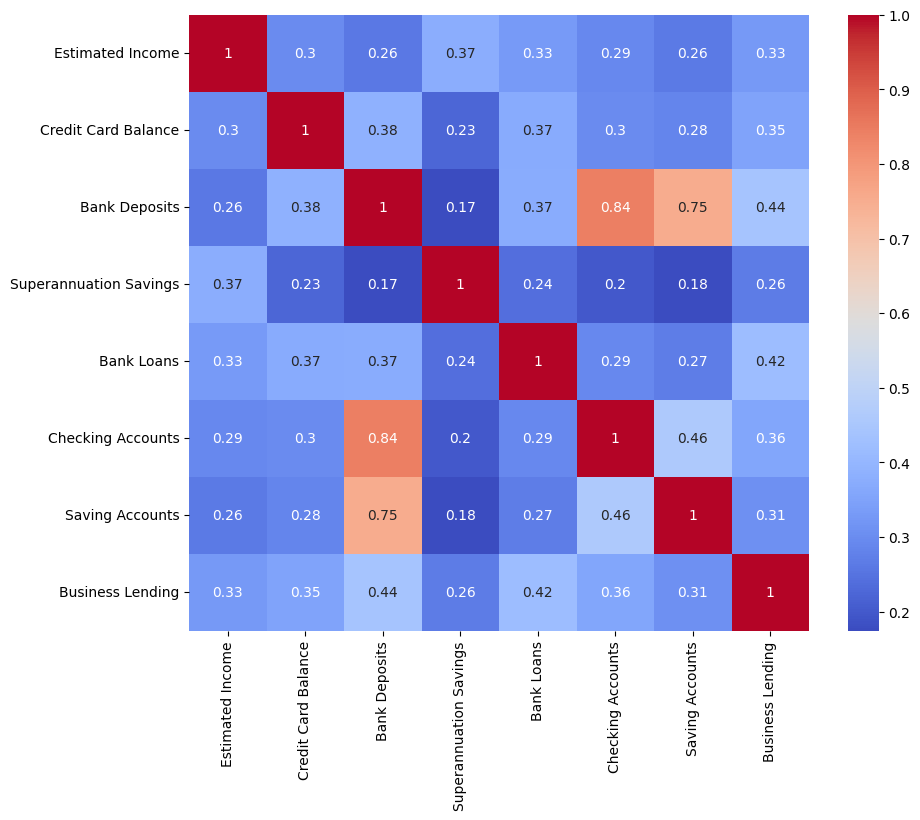 Estimated Income 1 0.3 0.26 0.37 0.33 0.29 0.26 0.33
Credit Card Balance 0.3 1 0.38 0.23 0.37 0.3 0.28 0.35
Bank Deposits 0.26 0.38 1 0.17 0.37 0.84 0.75 0.44
Superannuation Savings 0.37 0.23 0.17 1 0.24 0.2 0.18 0.26
Bank Loans 0.33 0.37 0.37 0.24 1 0.29 0.27 0.42
Checking Accounts 0.29 0.3 0.84 0.2 0.29 1 0.46 0.36
Saving Accounts 0.26 0.28 0.75 0.18 0.27 0.46 1 0.31
Business Lending 0.33 0.35 0.44 0.26 0.42 0.36 0.31 1
Estimated Income
Credit Card Balance
Bank Deposits
Superannuation Savings
Bank Loans
Checking Accounts
Saving Accounts
Business Lending
1.0
0.9
0.8
0.7
0.6
0.5
0.4
0.3
0.2